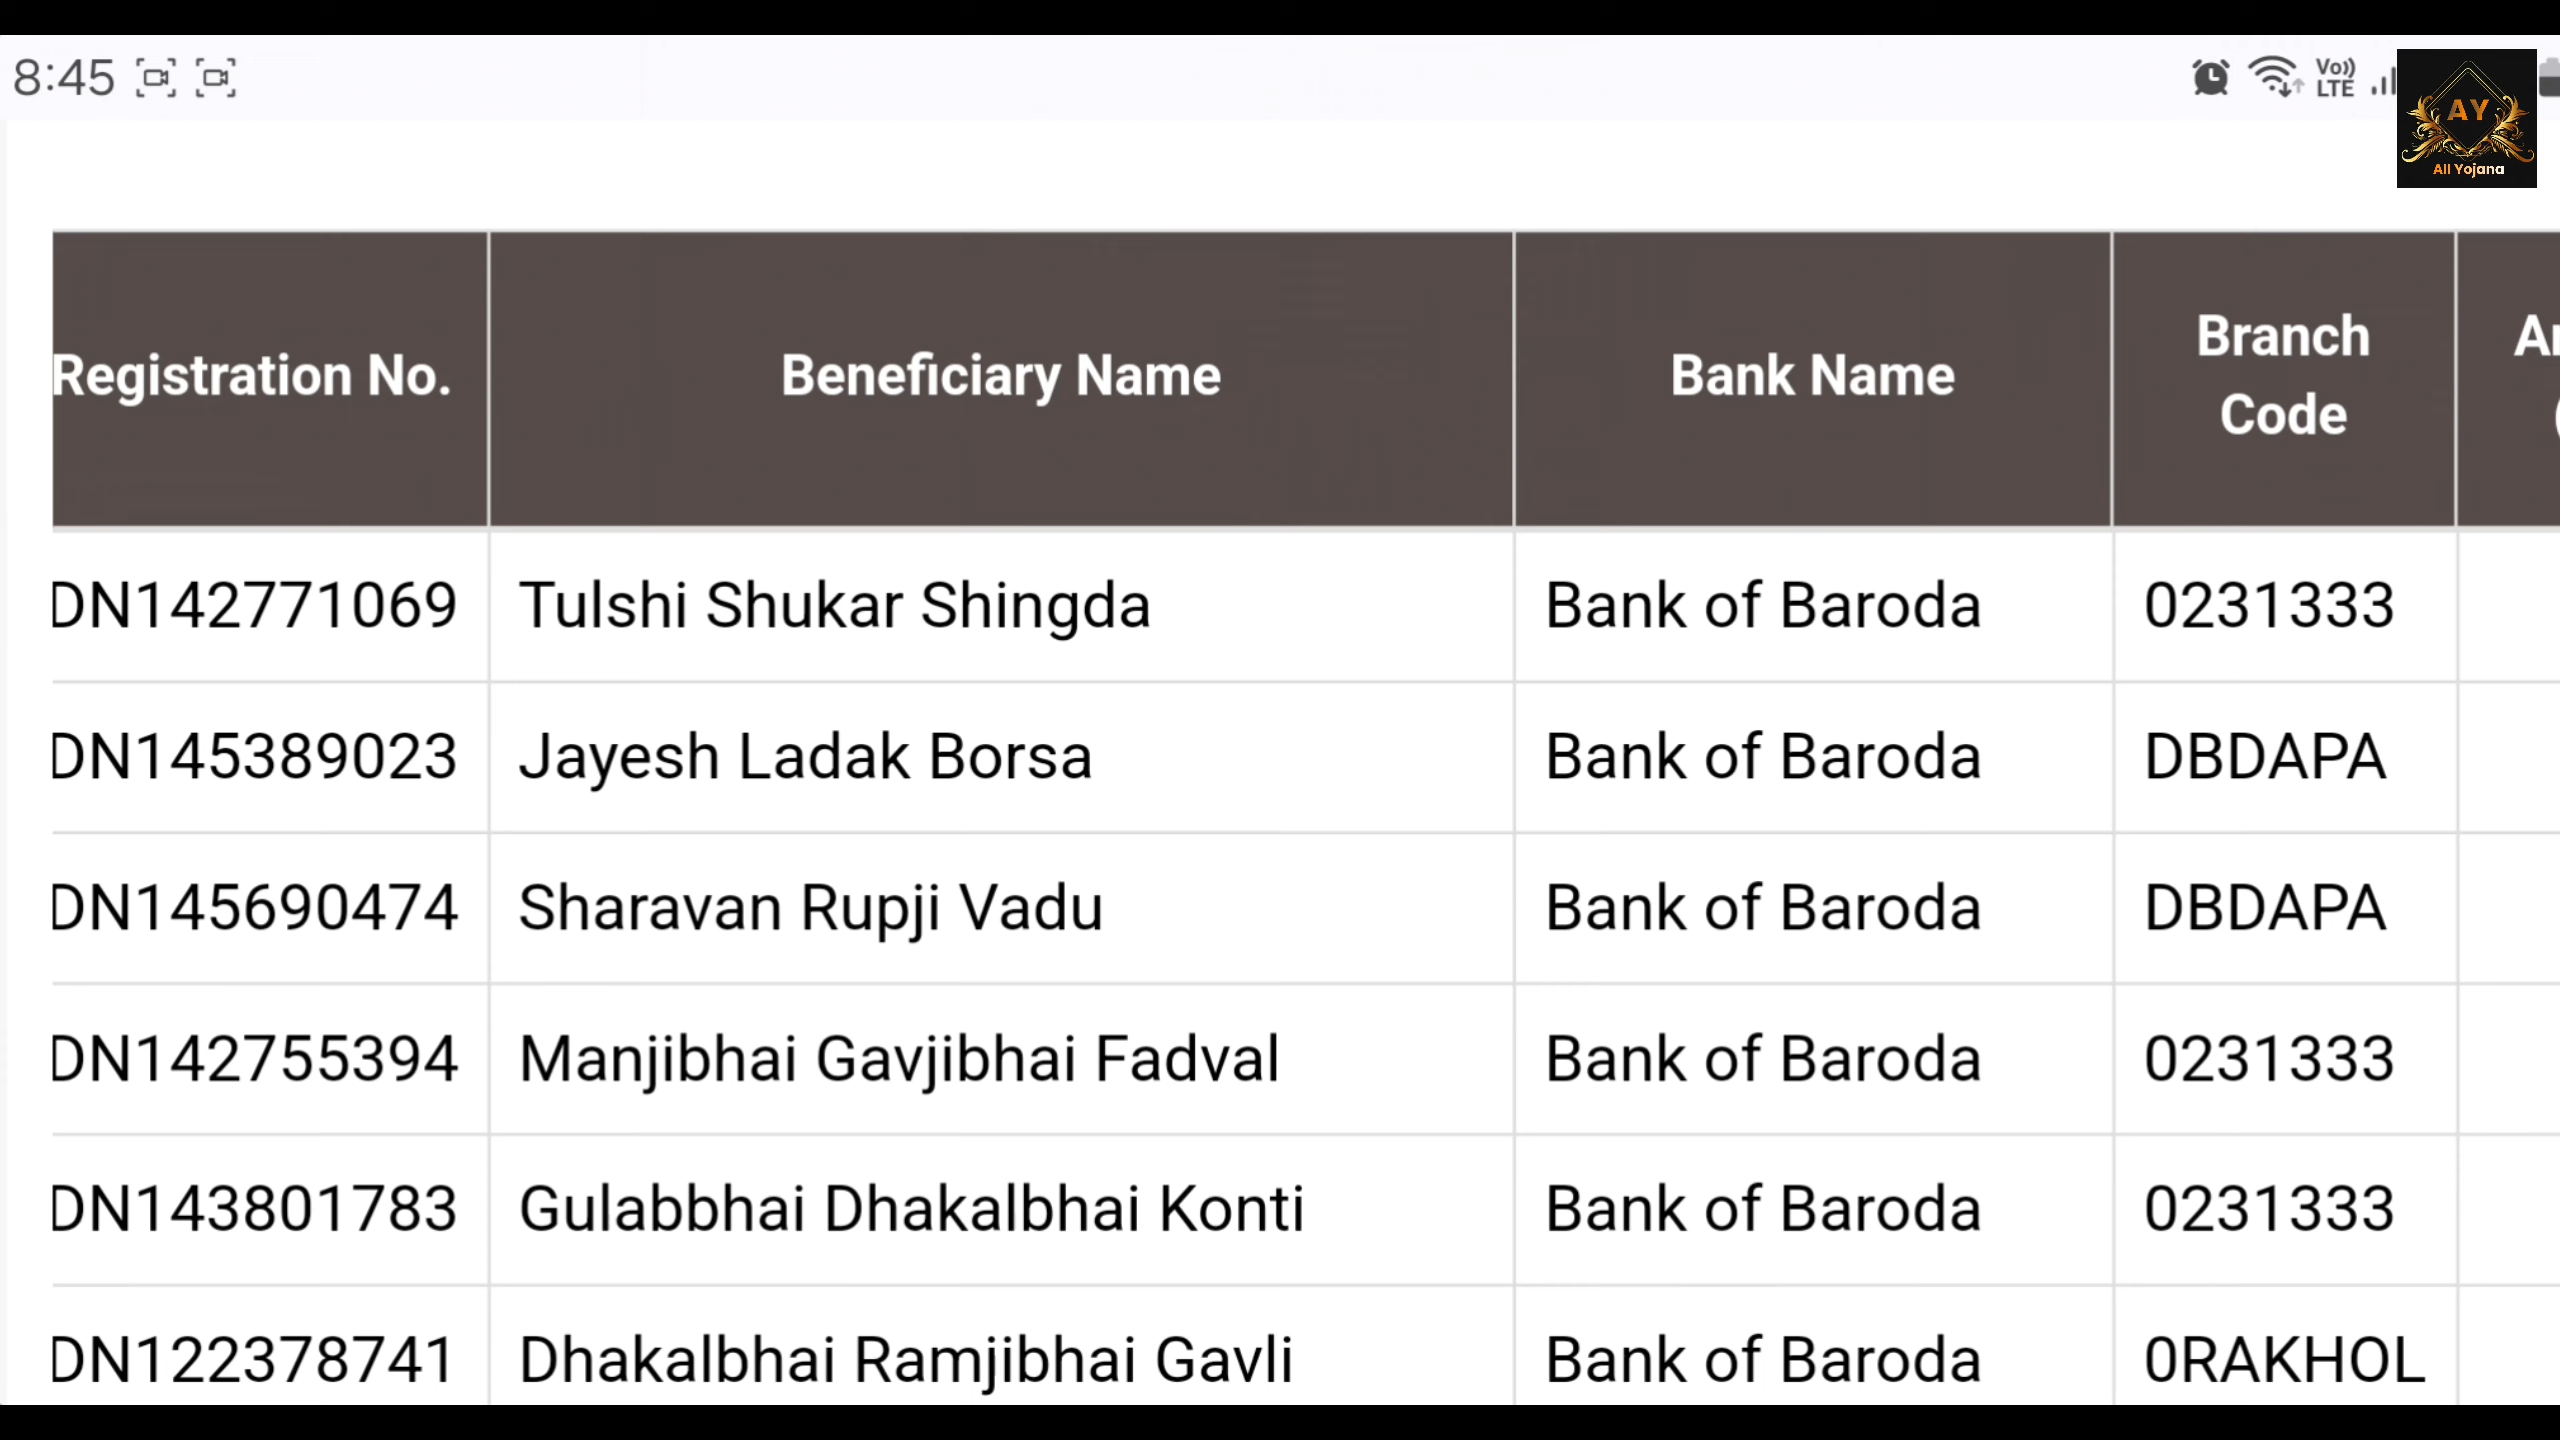 8:45
Vo)) LTE
AY
All Yojana
Registration No. Beneficiary Name Bank Name Branch Code
DN142771069 Tulshi Shukar Shingda Bank of Baroda 0231333
DN145389023 Jayesh Ladak Borsa Bank of Baroda DBDAPA
DN145690474 Sharavan Rupji Vadu Bank of Baroda DBDAPA
DN142755394 Manjibhai Gavjibhai Fadval Bank of Baroda 0231333
DN143801783 Gulabbhai Dhakalbhai Konti Bank of Baroda 0231333
DN122378741 Dhakalbhai Ramjibhai Gavli Bank of Baroda 0RAKHOL